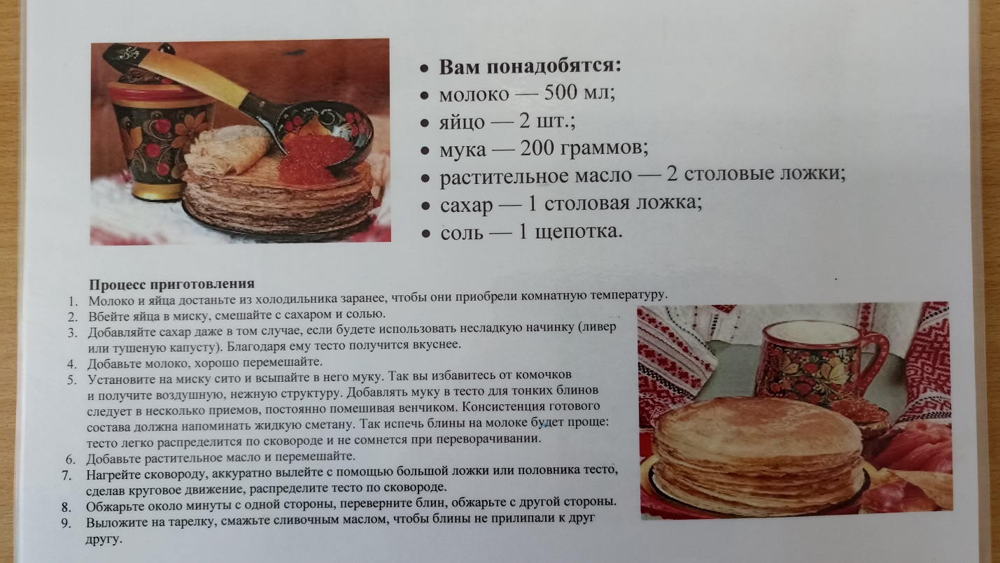 • Вам понадобятся:
• молоко — 500 мл;
• яйцо — 2 шт.;
• мука — 200 граммов;
• растительное масло — 2 столовые ложки;
• сахар — 1 столовая ложка;
• соль — 1 щепотка.
Процесс приготовления
1. Молоко и яйца достаньте из холодильника заранее, чтобы они приобрели комнатную температуру.
2. Вбейте яйца в миску, смешайте с сахаром и солью.
3. Добавляйте сахар даже в том случае, если будете использовать несладкую начинку (ливер
или тушеную капусту). Благодаря ему тесто получится вкуснее.
4. Добавьте молоко, хорошо перемешайте.
5. Установите на миску сито и всыпайте в него муку. Так вы избавитесь от комочков
и получите воздушную, нежную структуру. Добавлять муку в тесто для тонких блинов
следует в несколько приемов, постоянно помешивая венчиком. Консистенция готового
состава должна напоминать жидкую сметану. Так испечь блины на молоке будет проще:
тесто легко распределится по сковороде и не сомнется при переворачивании.
6. Добавьте растительное масло и перемешайте.
7. Нагрейте сковороду, аккуратно вылейте с помощью большой ложки или половника тесто,
сделав круговое движение, распределите тесто по сковороде.
8. Обжарьте около минуты с одной стороны, переверните блин, обжарьте с другой стороны.
9. Выложите на тарелку, смажьте сливочным маслом, чтобы блины не прилипали к друг
другу.